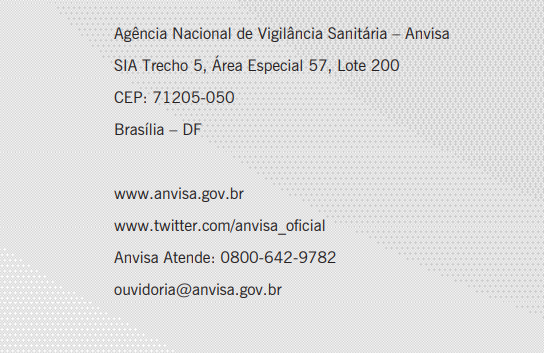 Agência Nacional de Vigilância Sanitária – Anvisa
SIA Trecho 5, Área Especial 57, Lote 200
CEP: 71205-050
Brasília – DF
www.anvisa.gov.br
www.twitter.com/anvisa_oficial
Anvisa Atende: 0800-642-9782
ouvidoria@anvisa.gov.br